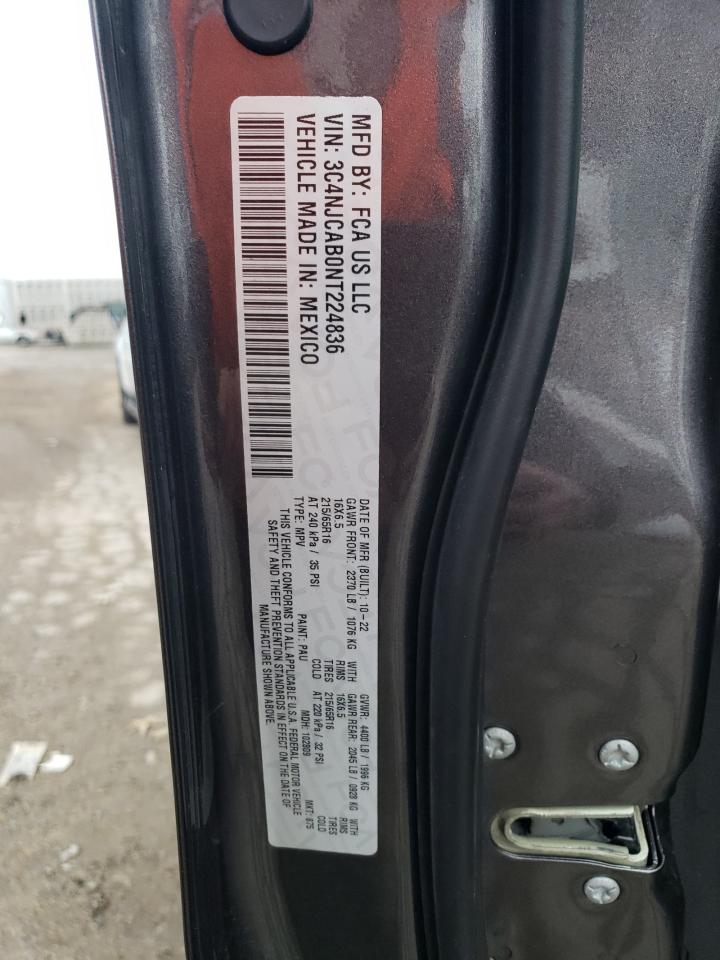 MFD BY: FCA US LLC
VIN: 3C4NJCAB0NT224836
VEHICLE MADE IN: MEXICO
DATE OF MFR (BUILT): 10-22 GVWR: 4400 LB / 1996 KG
GAWR FRONT: 2370 LB / 1076 KG WITH GAWR REAR: 2045 LB / 0928 KG WITH
16X6.5 RIMS 16X6.5 RIMS
215/65R16 TIRES 215/65R16 TIRES
AT 240 kPa / 35 PSI COLD AT 220 kPa / 32 PSI COLD
TYPE: MPV PAINT: PAU MDH: 102809 MKT: 675
THIS VEHICLE CONFORMS TO ALL APPLICABLE U.S.A. FEDERAL MOTOR VEHICLE
SAFETY AND THEFT PREVENTION STANDARDS IN EFFECT ON THE DATE OF
MANUFACTURE SHOWN ABOVE.